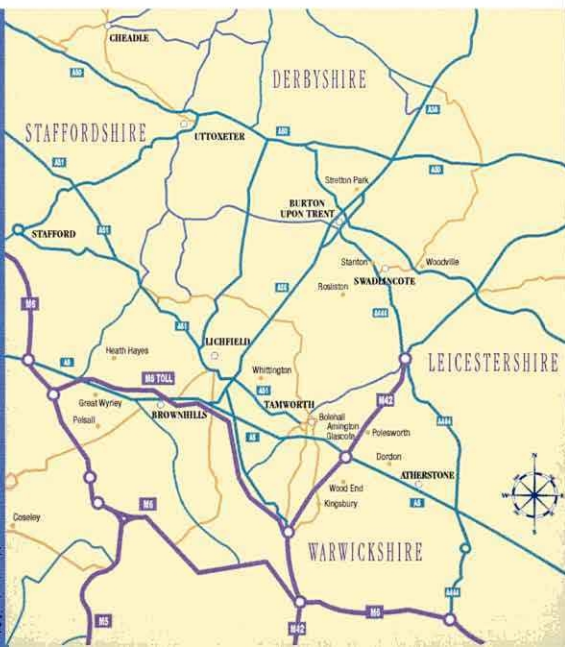 CHEADLE
A50
DERBYSHIRE
A38
STAFFORDSHIRE
UTTOXETER
A50
A51
A50
Stretton Park
BURTON
UPON TRENT
STAFFORD
A51
Stanton
Woodville
SWADLINCOTE
M6
A38
Rosliston
A444
A51
LICHFIELD
Heath Hayes
A5
LEICESTERSHIRE
M6 TOLL
Whittington
A51
Great Wyrley
BROWNHILLS
TAMWORTH
M42
Pelsall
Bolehall
Amington
Glascote
Polesworth
A444
A5
Dordon
ATHERSTONE
Wood End
A5
Kingsbury
M6
Coseley
N
W
E
S
WARWICKSHIRE
A444
M5
M42
M6